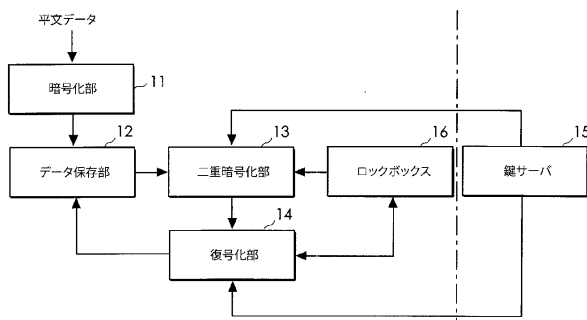 平文データ
暗号化部
11
12
データ保存部
13
二重暗号化部
16
ロックボックス
15
鍵サーバ
14
復号化部